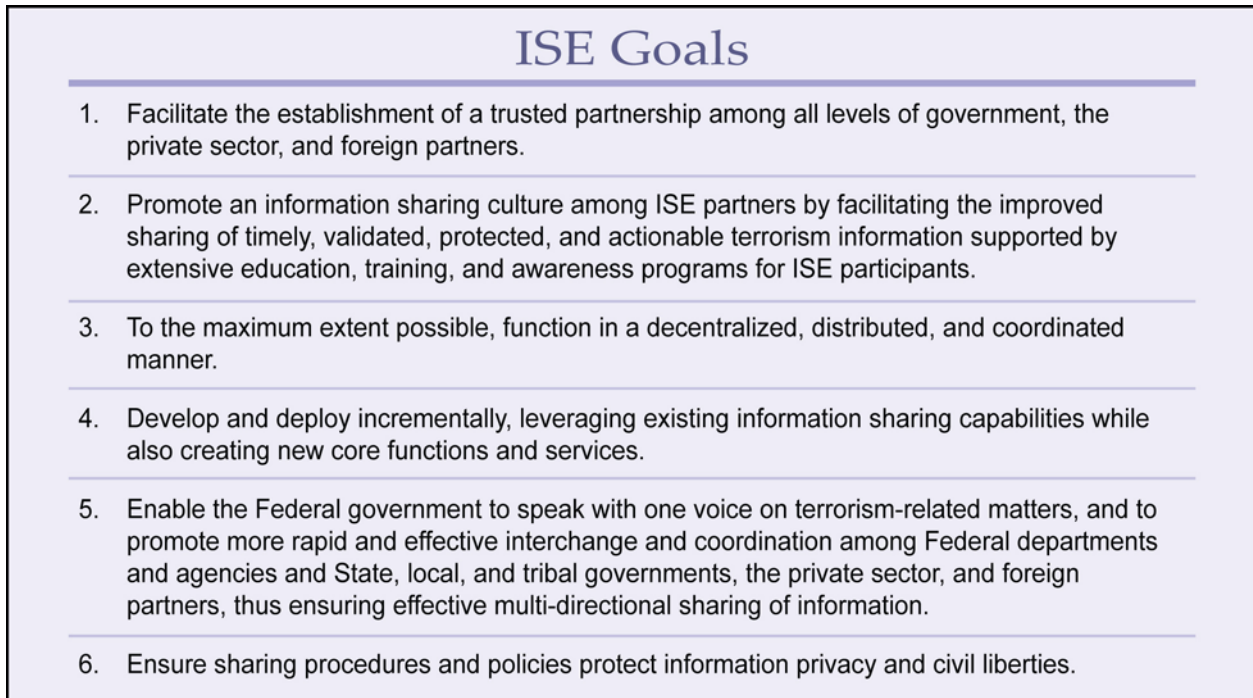 ISE Goals
1. Facilitate the establishment of a trusted partnership among all levels of government, the
private sector, and foreign partners.
2. Promote an information sharing culture among ISE partners by facilitating the improved
sharing of timely, validated, protected, and actionable terrorism information supported by
extensive education, training, and awareness programs for ISE participants.
3. To the maximum extent possible, function in a decentralized, distributed, and coordinated
manner.
4. Develop and deploy incrementally, leveraging existing information sharing capabilities while
also creating new core functions and services.
5. Enable the Federal government to speak with one voice on terrorism-related matters, and to
promote more rapid and effective interchange and coordination among Federal departments
and agencies and State, local, and tribal governments, the private sector, and foreign
partners, thus ensuring effective multi-directional sharing of information.
6. Ensure sharing procedures and policies protect information privacy and civil liberties.